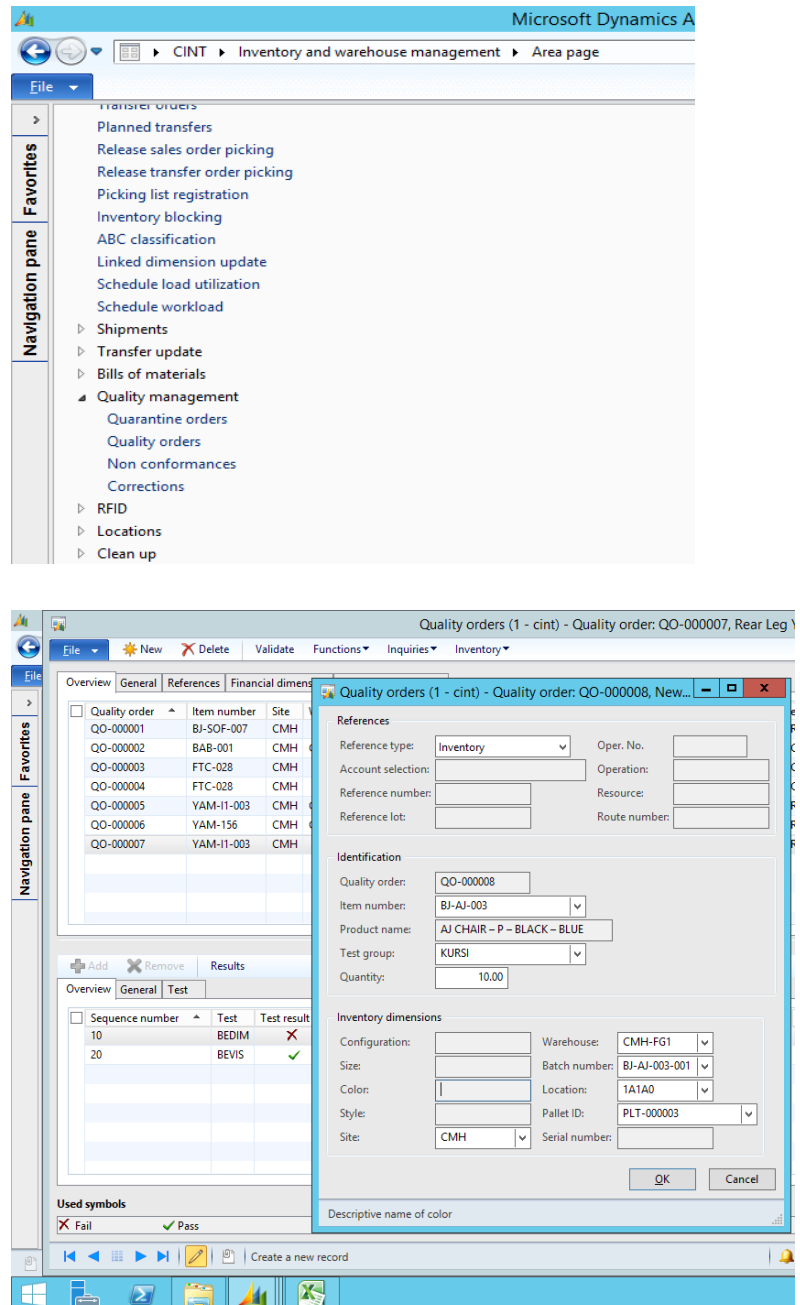 Microsoft Dynamics A
CINT Inventory and warehouse management Area page
File
Favorites
Navigation pane
Transfer orders
Planned transfers
Release sales order picking
Release transfer order picking
Picking list registration
Inventory blocking
ABC classification
Linked dimension update
Schedule load utilization
Schedule workload
Shipments
Transfer update
Bills of materials
Quality management
Quarantine orders
Quality orders
Non conformances
Corrections
RFID
Locations
Clean up
Quality orders (1 - cint) - Quality order: QO-000007, Rear Leg Y
File New Delete Validate Functions Inquiries Inventory
File
Favorites
Navigation pane
Overview General References Financial dimens
Quality order Item number Site
QO-000001 BJ-SOF-007 CMH
QO-000002 BAB-001 CMH
QO-000003 FTC-028 CMH
QO-000004 FTC-028 CMH
QO-000005 YAM-I1-003 CMH
QO-000006 YAM-156 CMH
QO-000007 YAM-I1-003 CMH
Add Remove Results
Overview General Test
Sequence number Test Test result
10 BEDIM
20 BEVIS
Used symbols
Fail Pass
Quality orders (1 - cint) - Quality order: QO-000008, New...
References
Reference type: Inventory Oper. No.
Account selection: Operation:
Reference number: Resource:
Reference lot: Route number:
Identification
Quality order: QO-000008
Item number: BJ-AJ-003
Product name: AJ CHAIR – P – BLACK – BLUE
Test group: KURSI
Quantity: 10.00
Inventory dimensions
Configuration: Warehouse: CMH-FG1
Size: Batch number: BJ-AJ-003-001
Color: Location: 1A1A0
Style: Pallet ID: PLT-000003
Site: CMH Serial number:
OK Cancel
Descriptive name of color
Create a new record